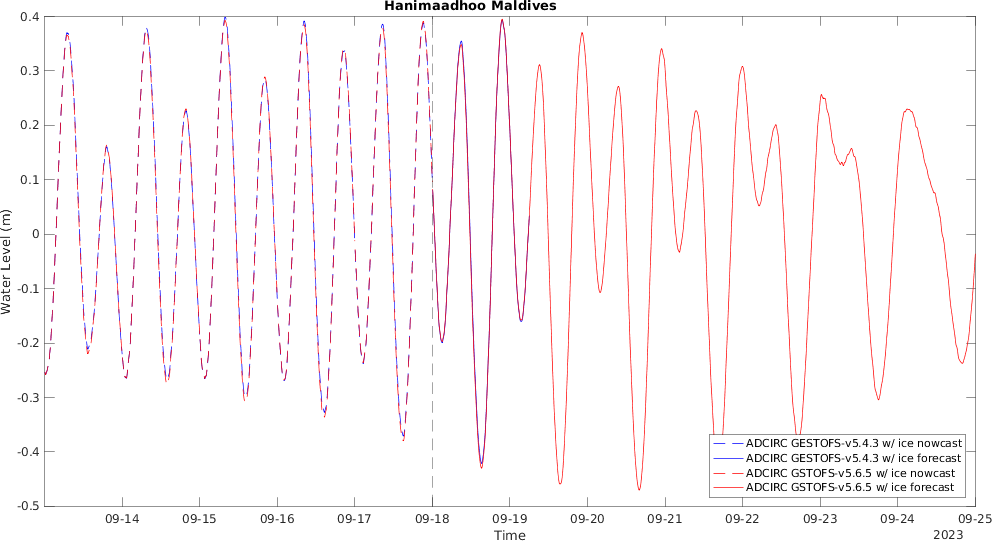 Hanimaadhoo Maldives
Water Level (m)
0.4
0.3
0.2
0.1
0
-0.1
-0.2
-0.3
-0.4
-0.5
ADCIRC GESTOFS-v5.4.3 w/ ice nowcast
ADCIRC GESTOFS-v5.4.3 w/ ice forecast
ADCIRC GSTOFS-v5.6.5 w/ ice nowcast
ADCIRC GSTOFS-v5.6.5 w/ ice forecast
09-14 09-15 09-16 09-17 09-18 09-19 09-20 09-21 09-22 09-23 09-24 09-25
Time
2023